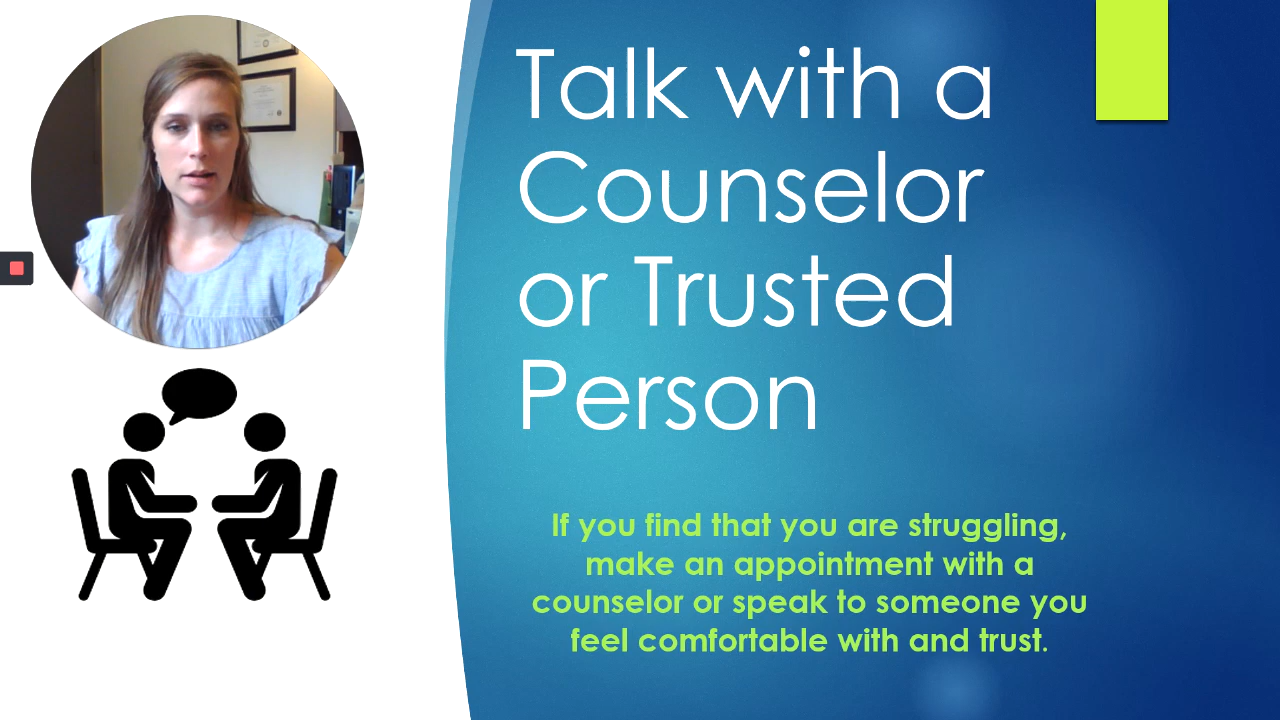 Talk with a
Counselor
or Trusted
Person
If you find that you are struggling,
make an appointment with a
counselor or speak to someone you
feel comfortable with and trust.